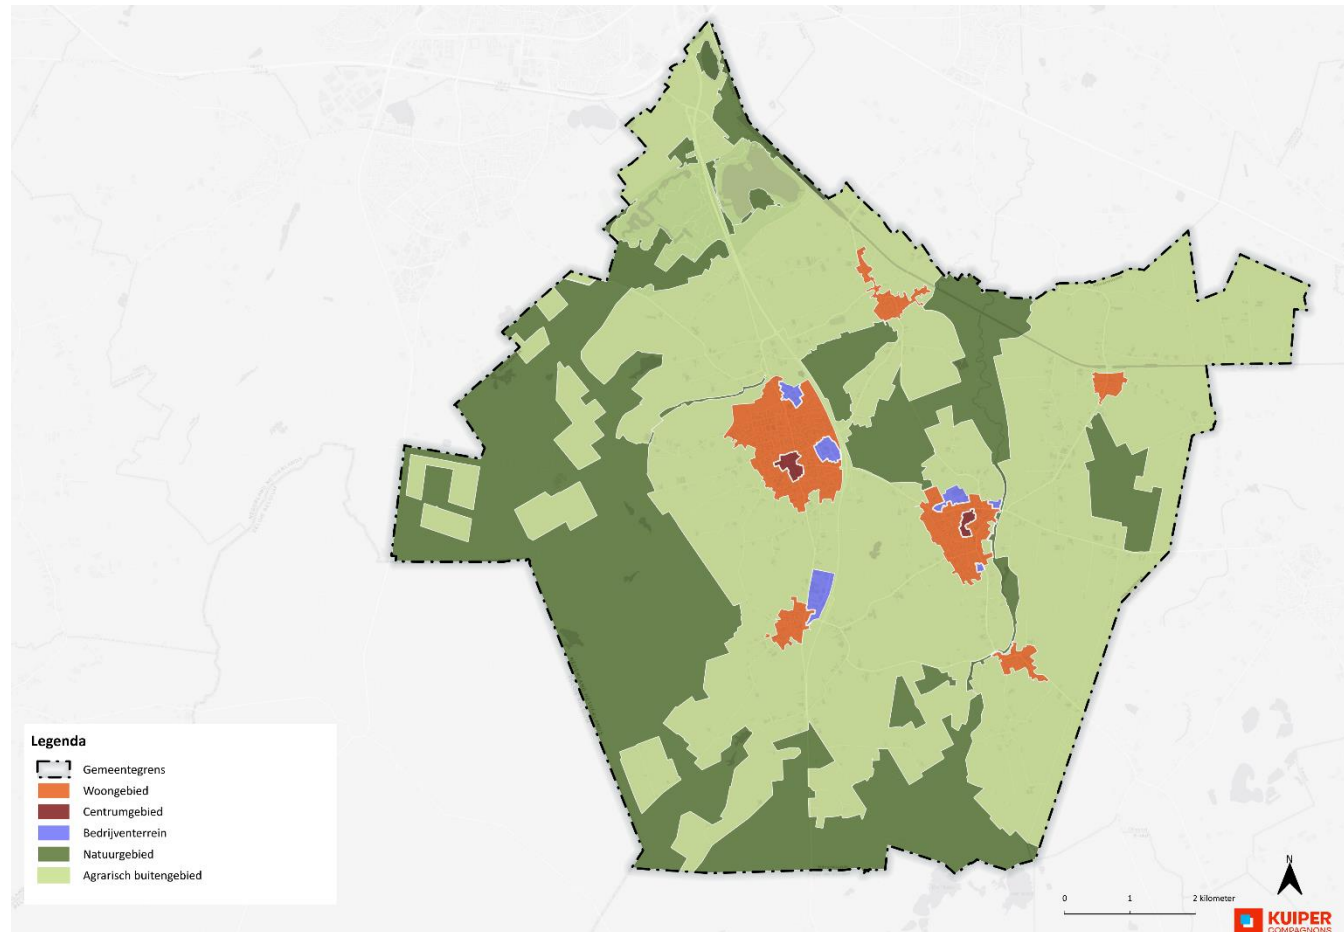 Legenda
Gemeentegrens
Woongebied
Centrumgebied
Bedrijventerrein
Natuurgebied
Agrarisch buitengebied
N
0 1 2 kilometer
KUIPER
COMPAGNONS